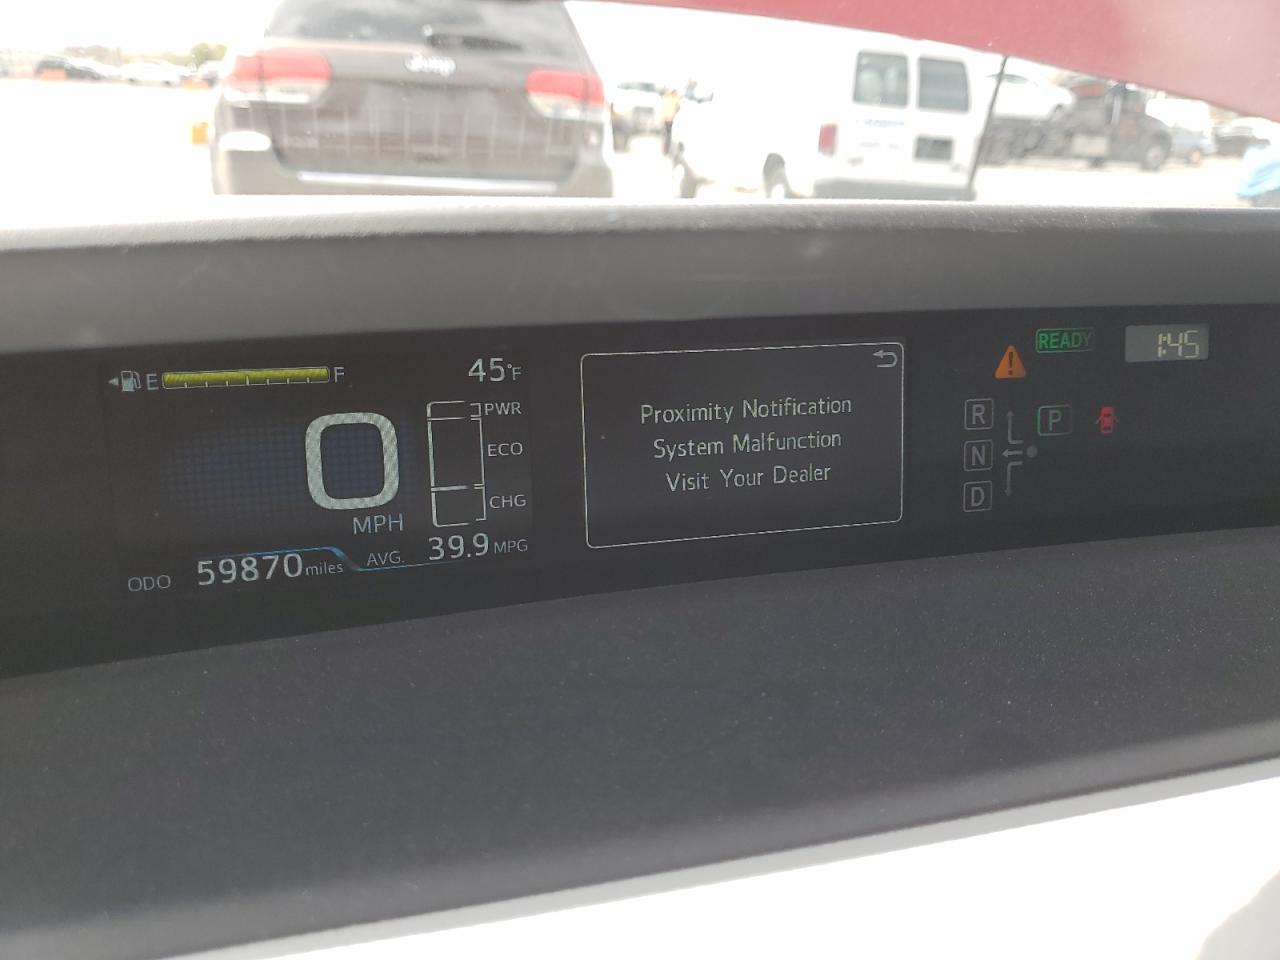 Jeep
E F
45°F
PWR
ECO
CHG
0
MPH
ODO 59870 miles
AVG. 39.9 MPG
Proximity Notification
System Malfunction
Visit Your Dealer
READY
1:45
R
N
D
P